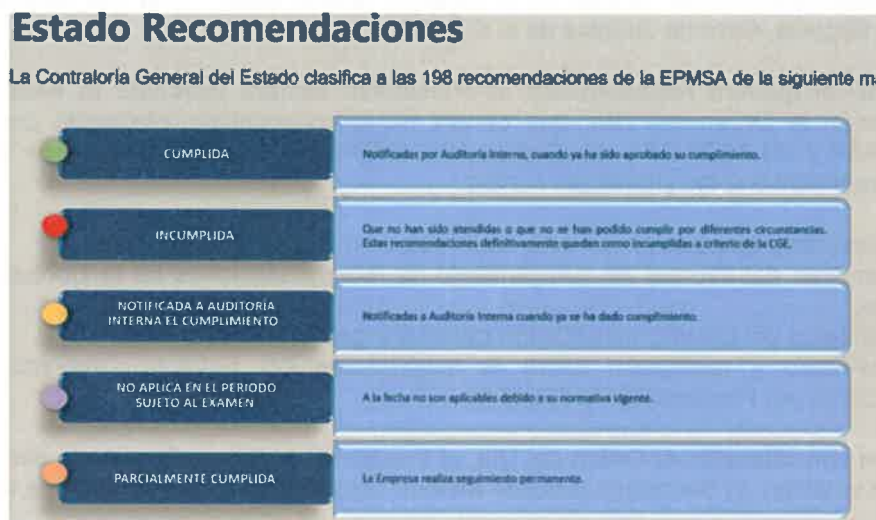 Estado Recomendaciones
La Contraloría General del Estado clasifica a las 198 recomendaciones de la EPMSA de la siguiente m
CUMPLIDA
Notificadas por Auditoría Interna, cuando ya ha sido aprobado su cumplimiento.
INCUMPLIDA
Que no han sido atendidas o que no se han podido cumplir por diferentes circunstancias.
Estas recomendaciones definitivamente quedan como incumplidas a criterio de la CGE.
NOTIFICADA A AUDITORÍA
INTERNA EL CUMPLIMIENTO
Notificadas a Auditoría Interna cuando ya se ha dado cumplimiento.
NO APLICA EN EL PERIODO
SUJETO AL EXAMEN
A la fecha no son aplicables debido a su normativa vigente.
PARCIALMENTE CUMPLIDA
La Empresa realiza seguimiento permanente.